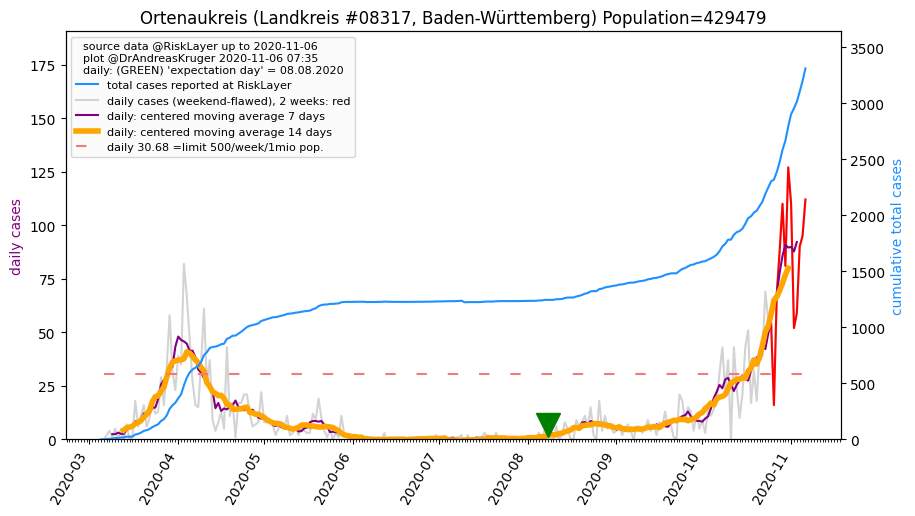 Ortenaukreis (Landkreis #08317, Baden-Württemberg) Population=429479
source data @RiskLayer up to 2020-11-06
plot @DrAndreasKruger 2020-11-06 07:35
daily: (GREEN) 'expectation day' = 08.08.2020
total cases reported at RiskLayer
daily cases (weekend-flawed), 2 weeks: red
daily: centered moving average 7 days
daily: centered moving average 14 days
daily 30.68 =limit 500/week/1mio pop.
daily cases
175
150
125
100
75
50
25
0
cumulative total cases
3500
3000
2500
2000
1500
1000
500
0
2020-03
2020-04
2020-05
2020-06
2020-07
2020-08
2020-09
2020-10
2020-11